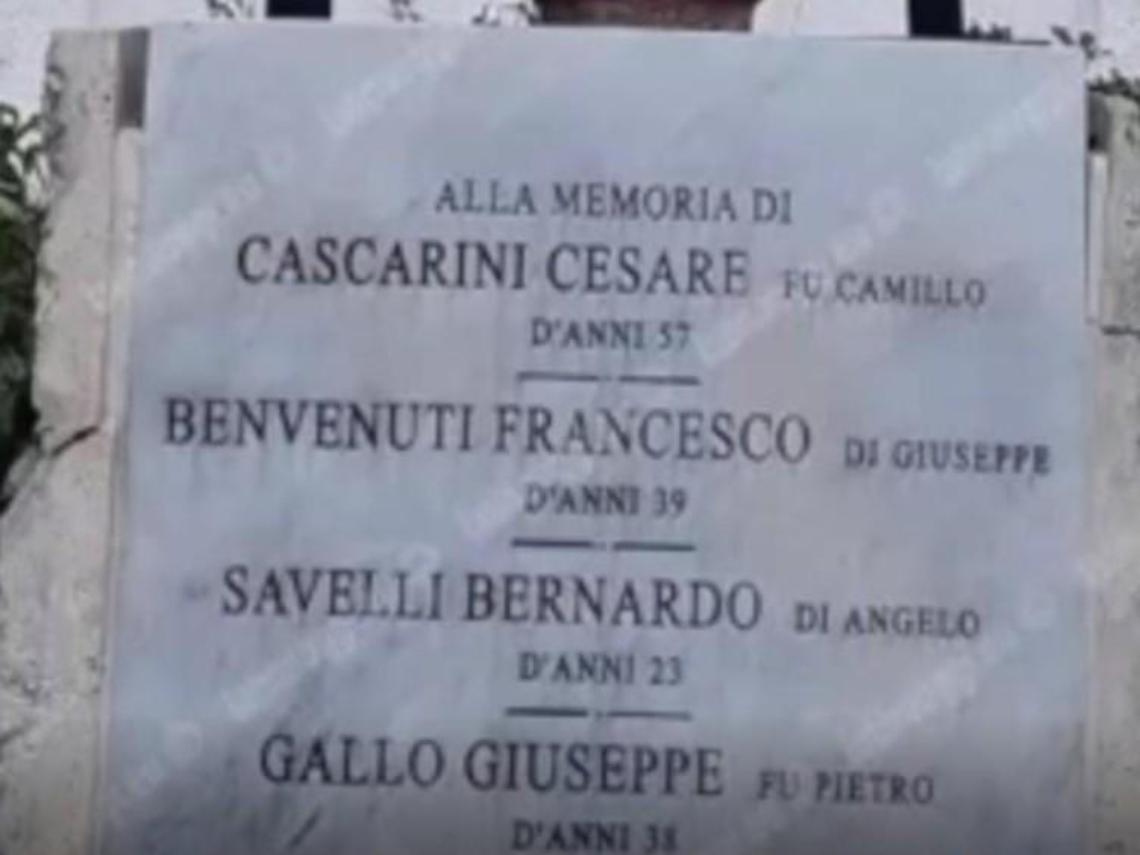 ALLA MEMORIA DI
CASCARINI CESARE FU CAMILLO
D'ANNI 57
BENVENUTI FRANCESCO DI GIUSEPPE
D'ANNI 39
SAVELLI BERNARDO DI ANGELO
D'ANNI 23
GALLO GIUSEPPE FU PIETRO
D'ANNI 38